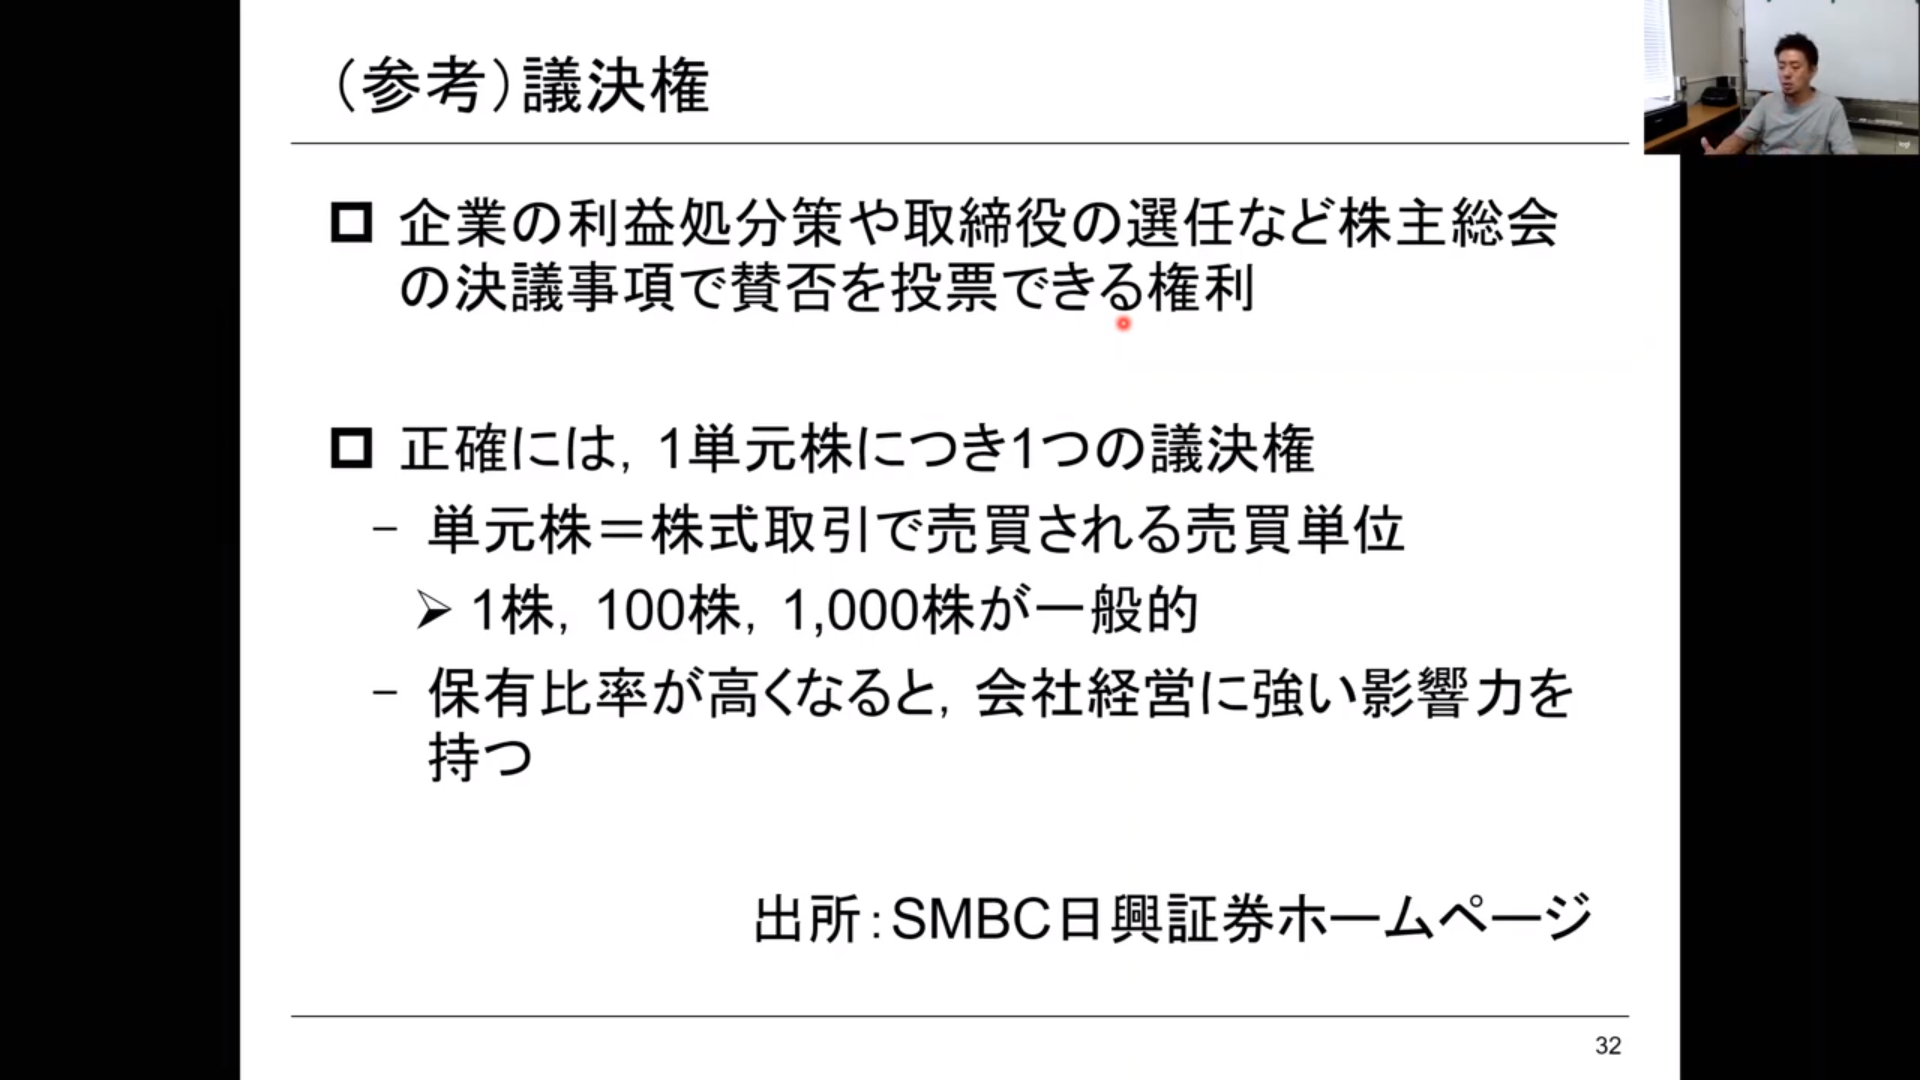 （参考）議決権
企業の利益処分策や取締役の選任など株主総会
の決議事項で賛否を投票できる権利
正確には，1単元株につき1つの議決権
− 単元株＝株式取引で売買される売買単位
➢ 1株，100株，1,000株が一般的
− 保有比率が高くなると，会社経営に強い影響力を
持つ
出所：SMBC日興証券ホームページ
32